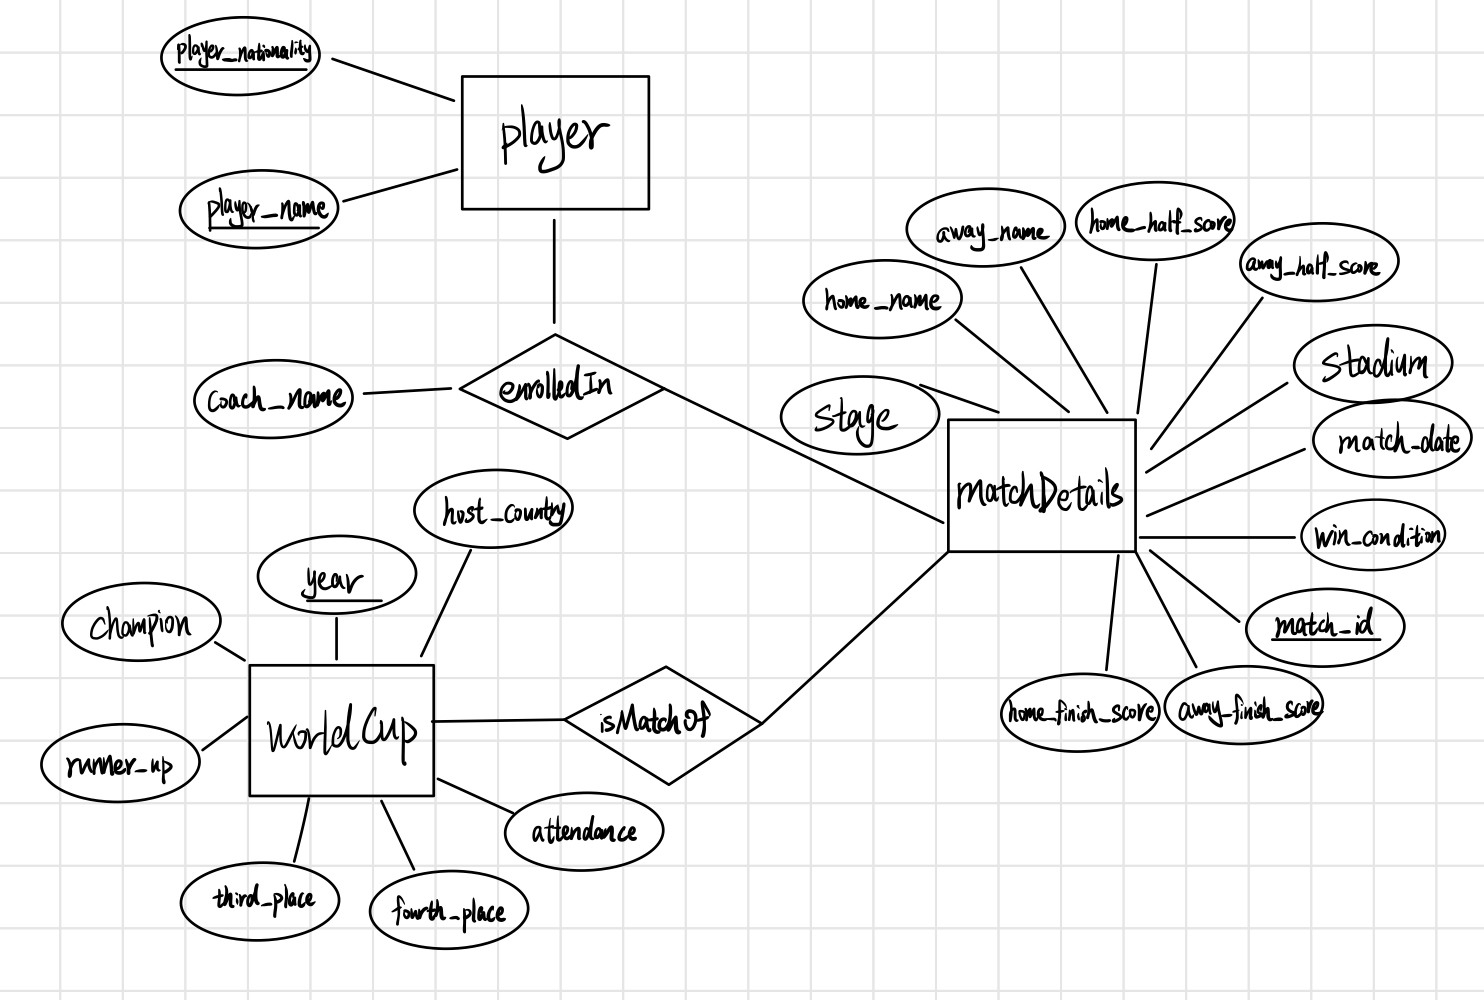 player_nationality
player
player_name
away_name
home_half_score
away_half_score
home_name
stadium
enrolledIn
coach_name
stage
match_date
matchDetails
host_country
win_condition
year
champion
match_id
isMatchOf
home_finish_score
away_finish_score
worldCup
runner_up
attendance
third_place
fourth_place